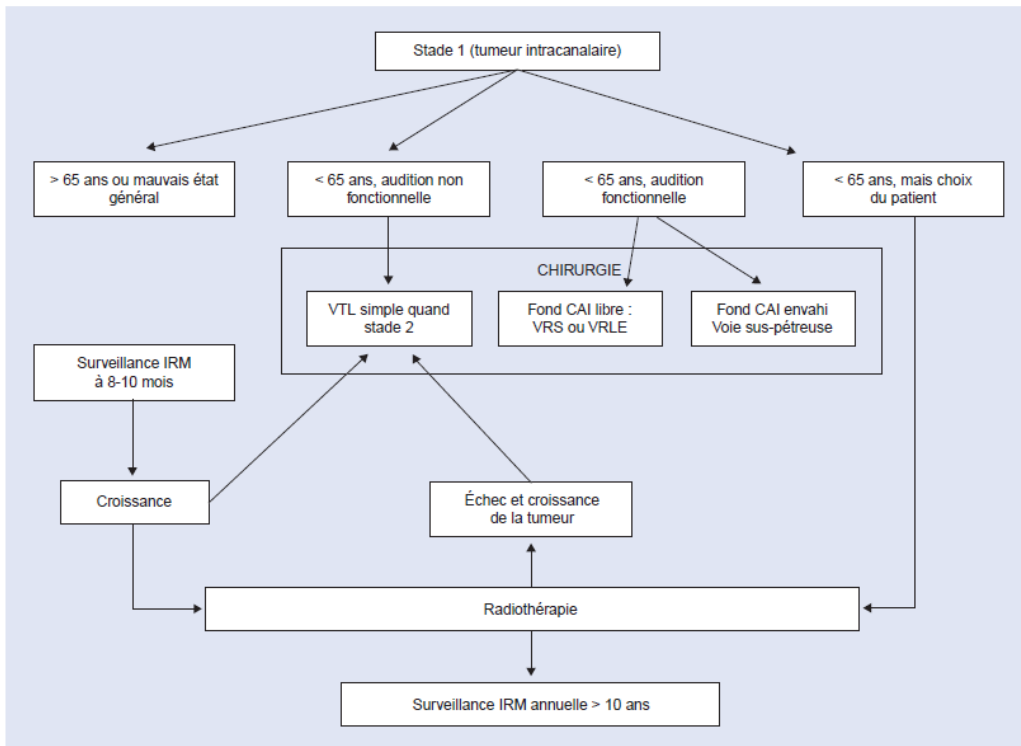 Stade 1 (tumeur intracanalaire)
> 65 ans ou mauvais état
général
< 65 ans, audition non
fonctionnelle
< 65 ans, audition
fonctionnelle
< 65 ans, mais choix
du patient
CHIRURGIE
VTL simple quand
stade 2
Fond CAI libre :
VRS ou VRLE
Fond CAI envahi
Voie sus-pétreuse
Surveillance IRM
à 8-10 mois
Croissance
Échec et croissance
de la tumeur
Radiothérapie
Surveillance IRM annuelle > 10 ans